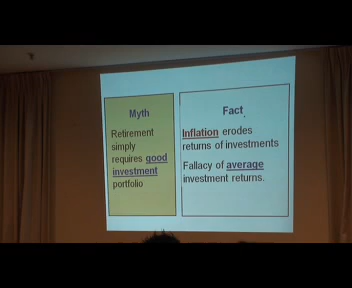 Myth
Retirement
simply
requires good
investment
portfolio
Fact
Inflation erodes
returns of investments
Fallacy of average
investment returns.